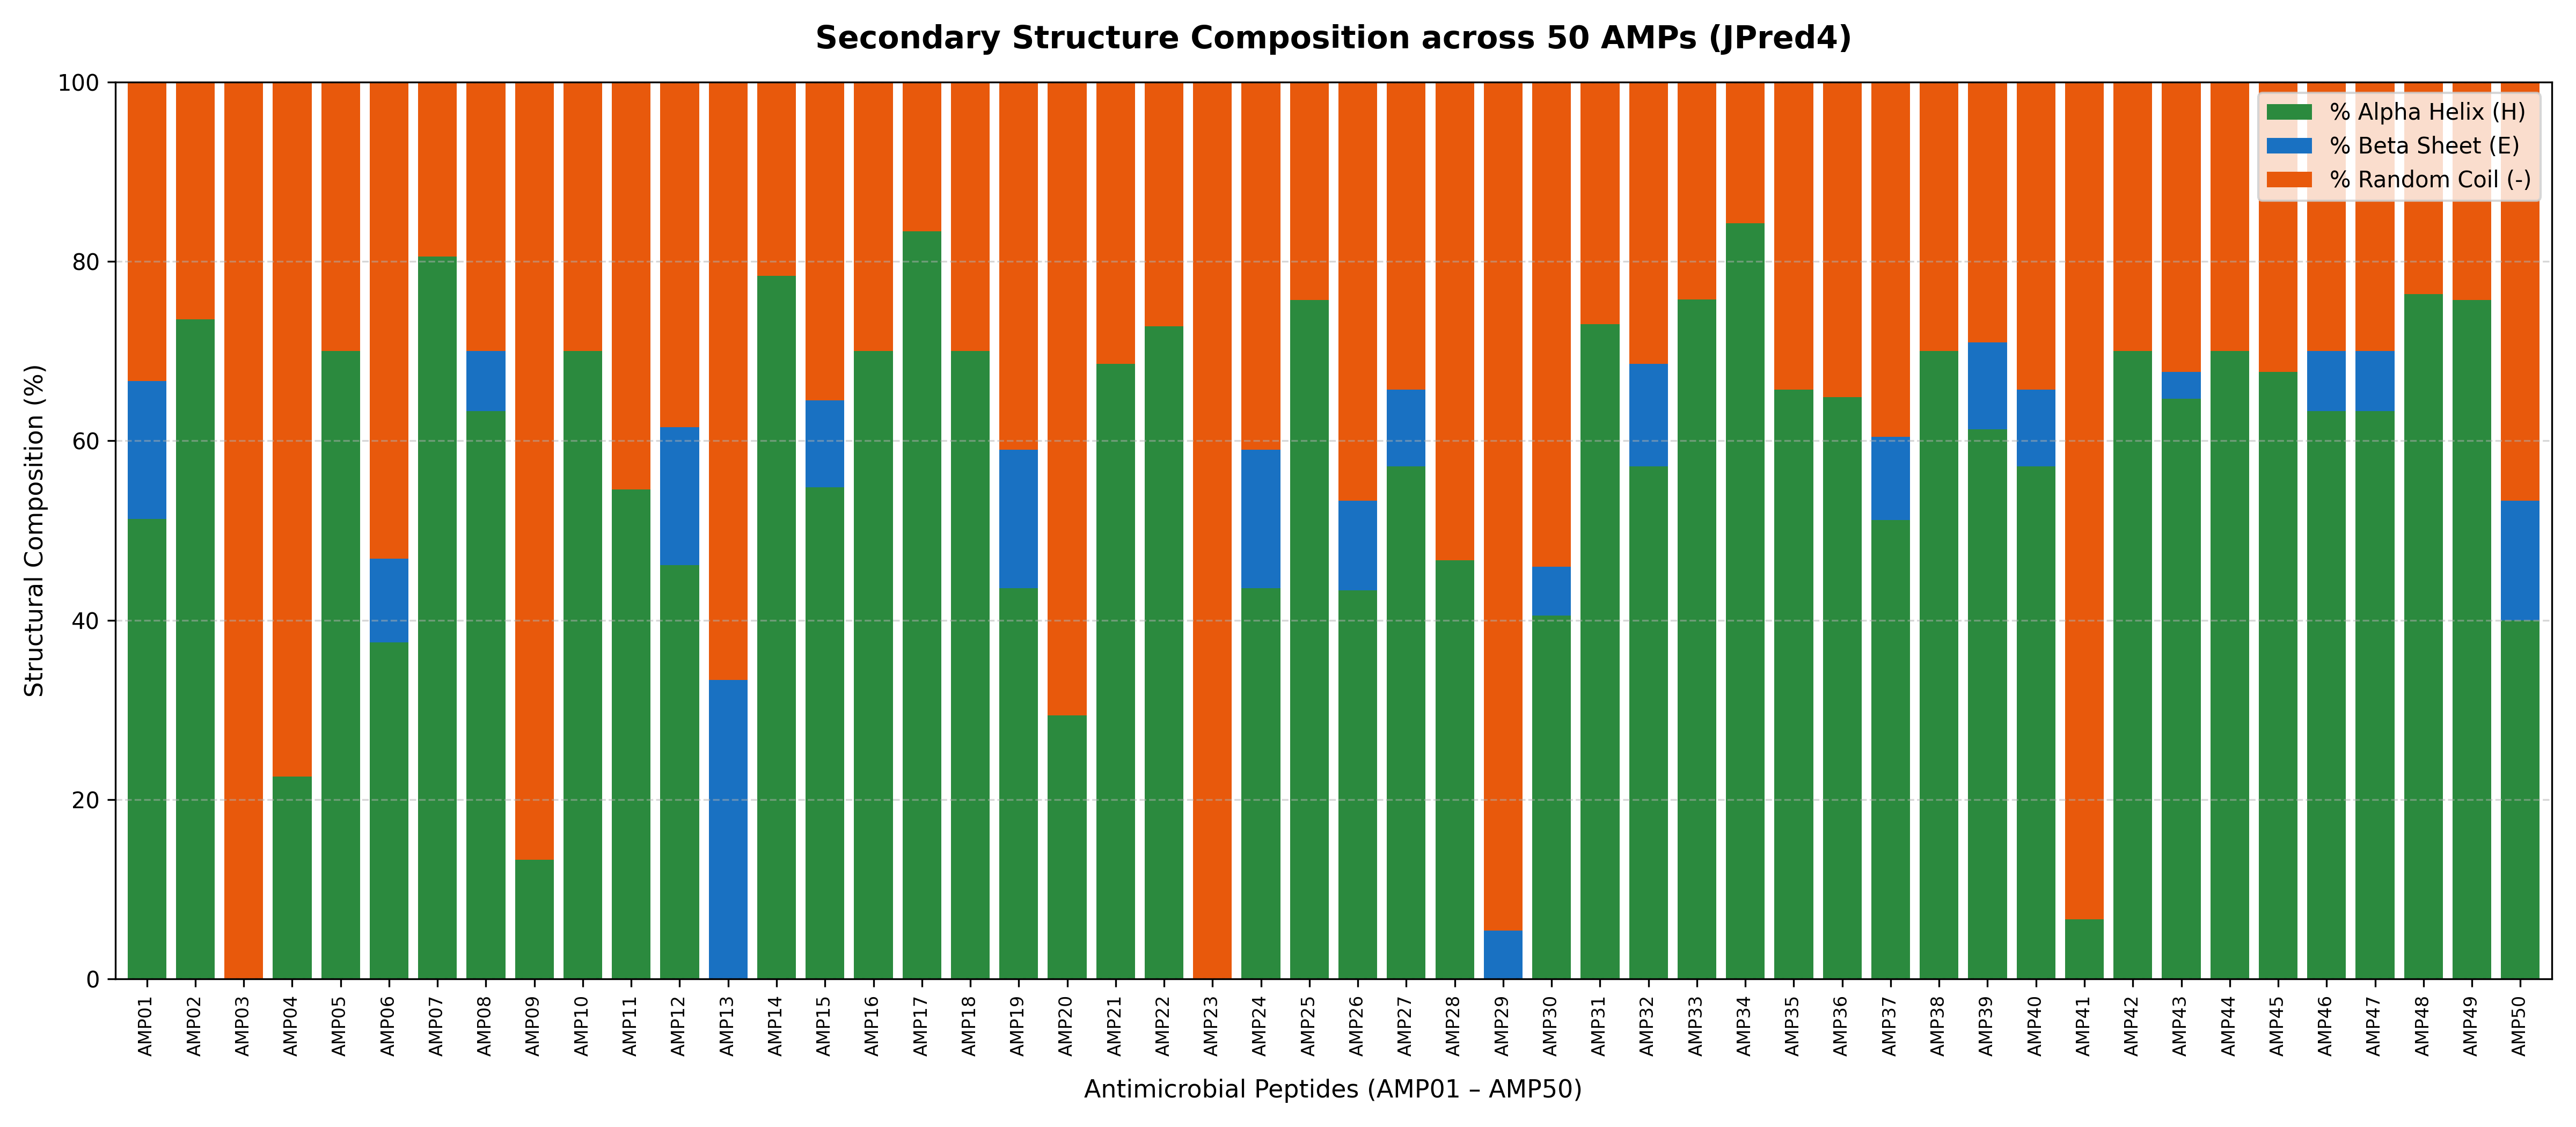 Secondary Structure Composition across 50 AMPs (JPred4)
% Alpha Helix (H)
% Beta Sheet (E)
% Random Coil (-)
Structural Composition (%)
100
80
60
40
20
0
AMP01
AMP02
AMP03
AMP04
AMP05
AMP06
AMP07
AMP08
AMP09
AMP10
AMP11
AMP12
AMP13
AMP14
AMP15
AMP16
AMP17
AMP18
AMP19
AMP20
AMP21
AMP22
AMP23
AMP24
AMP25
AMP26
AMP27
AMP28
AMP29
AMP30
AMP31
AMP32
AMP33
AMP34
AMP35
AMP36
AMP37
AMP38
AMP39
AMP40
AMP41
AMP42
AMP43
AMP44
AMP45
AMP46
AMP47
AMP48
AMP49
AMP50
Antimicrobial Peptides (AMP01 – AMP50)